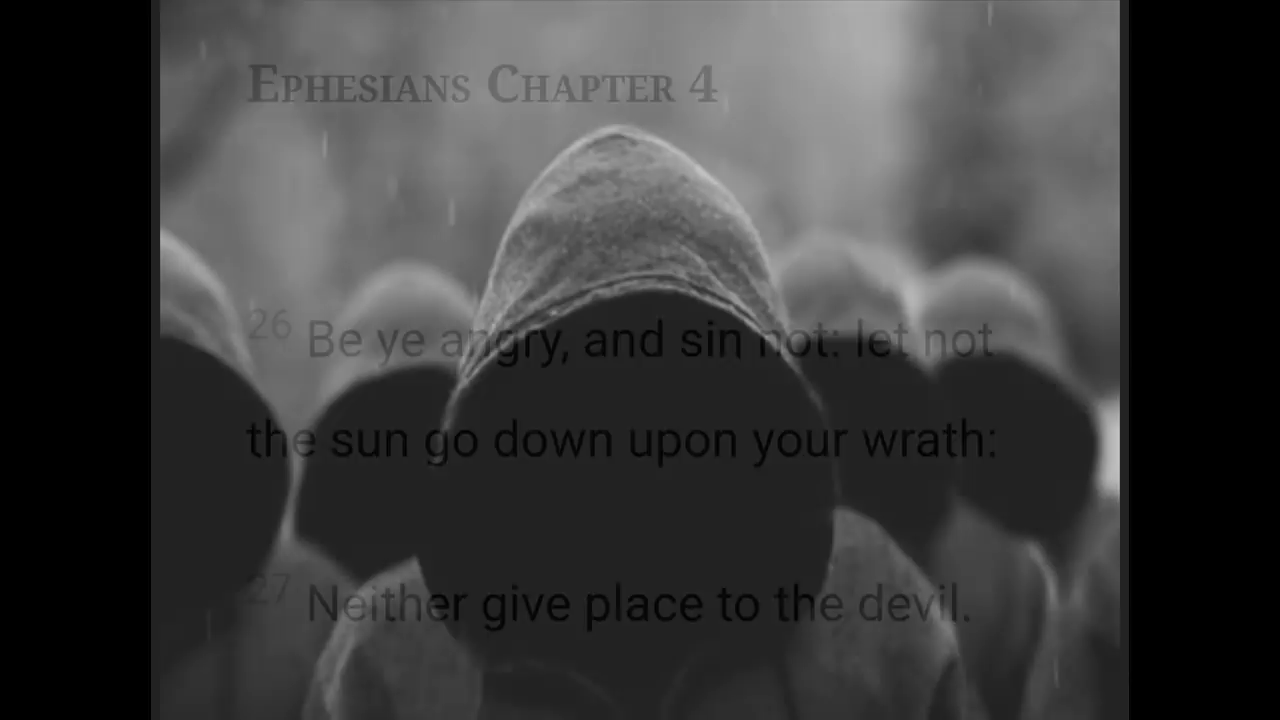 EPHESIANS CHAPTER 4
26 Be ye angry, and sin not: let not
the sun go down upon your wrath:
27 Neither give place to the devil.